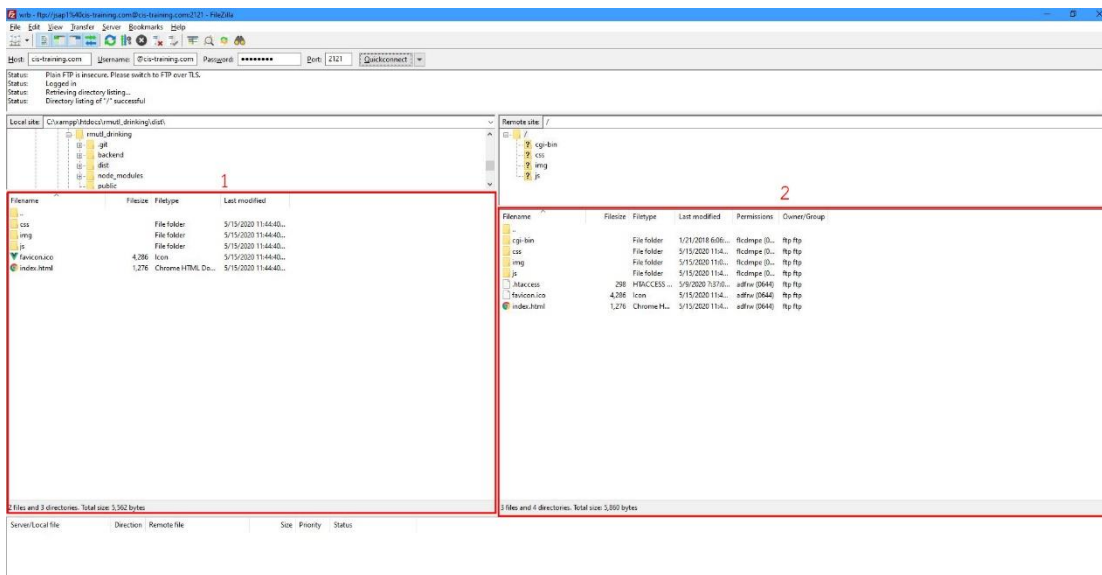 wrb - ftp://jsap1%40cis-training.com@cis-training.com:2121 - FileZilla
File Edit View Transfer Server Bookmarks Help
Host: cis-training.com Username: @cis-training.com Password: •••••••• Port: 2121 Quickconnect
Status: Plain FTP is insecure. Please switch to FTP over TLS.
Status: Logged in
Status: Retrieving directory listing...
Status: Directory listing of "/" successful
Local site: C:\xampp\htdocs\rmutl_drinking\dist\
rmutl_drinking
.git
backend
dist
node_modules
public
1
Filename Filesize Filetype Last modified
..
css File folder 5/15/2020 11:44:40...
img File folder 5/15/2020 11:44:40...
js File folder 5/15/2020 11:44:40...
favicon.ico 4,286 Icon 5/15/2020 11:44:40...
index.html 1,276 Chrome HTML Do... 5/15/2020 11:44:40...
2 files and 3 directories. Total size: 5,562 bytes
Remote site: /
/
cgi-bin
css
img
js
2
Filename Filesize Filetype Last modified Permissions Owner/Group
..
cgi-bin File folder 1/21/2018 6:06:... flcdmpe (0... ftp ftp
css File folder 5/15/2020 11:4... flcdmpe (0... ftp ftp
img File folder 5/15/2020 11:0... flcdmpe (0... ftp ftp
js File folder 5/15/2020 11:4... flcdmpe (0... ftp ftp
.htaccess 298 HTACCESS ... 5/9/2020 7:37:0... adfrw (0644) ftp ftp
favicon.ico 4,286 Icon 5/15/2020 11:4... adfrw (0644) ftp ftp
index.html 1,276 Chrome H... 5/15/2020 11:4... adfrw (0644) ftp ftp
3 files and 4 directories. Total size: 5,860 bytes
Server/Local file Direction Remote file Size Priority Status